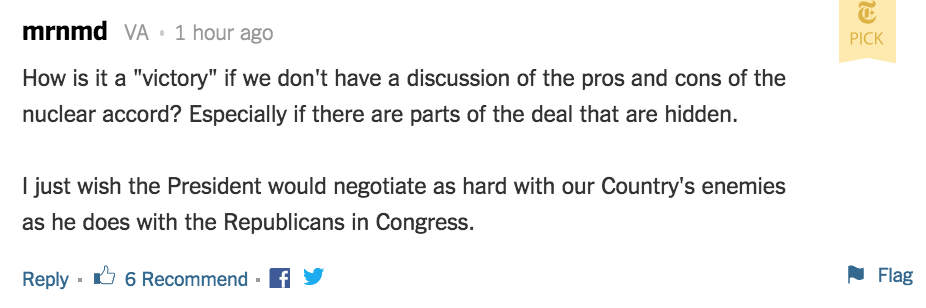 mrnmd VA • 1 hour ago
PICK
How is it a "victory" if we don't have a discussion of the pros and cons of the
nuclear accord? Especially if there are parts of the deal that are hidden.
I just wish the President would negotiate as hard with our Country's enemies
as he does with the Republicans in Congress.
Reply • 6 Recommend • Flag